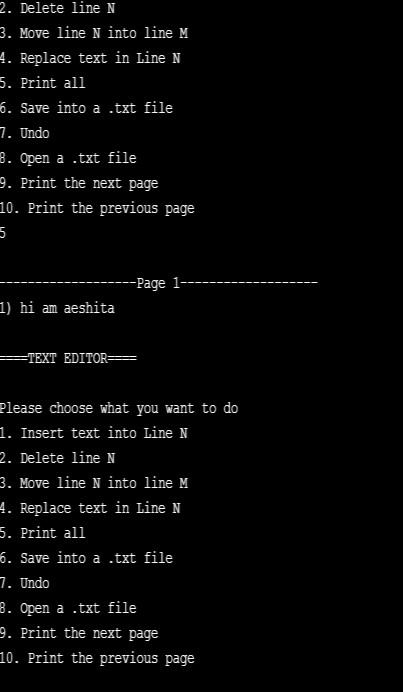 2. Delete line N
3. Move line N into line M
4. Replace text in Line N
5. Print all
6. Save into a .txt file
7. Undo
8. Open a .txt file
9. Print the next page
10. Print the previous page
5
-------------------Page 1-------------------
1) hi am aeshita
====TEXT EDITOR====
Please choose what you want to do
1. Insert text into Line N
2. Delete line N
3. Move line N into line M
4. Replace text in Line N
5. Print all
6. Save into a .txt file
7. Undo
8. Open a .txt file
9. Print the next page
10. Print the previous page